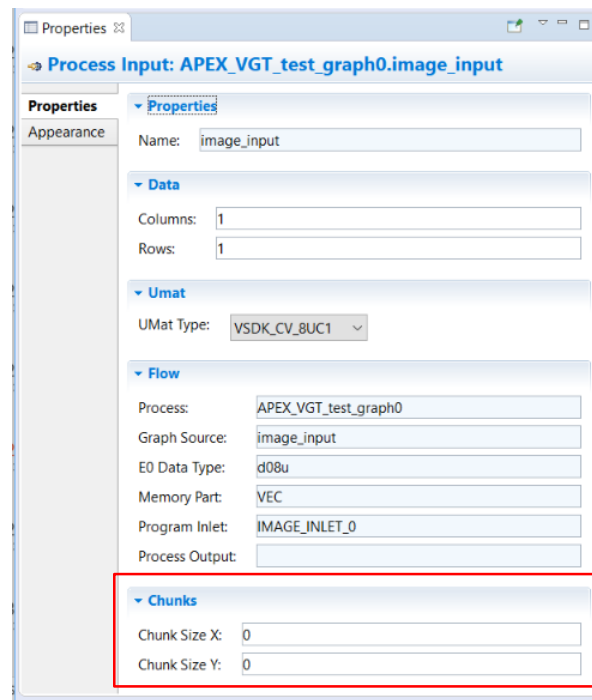 Properties
Process Input: APEX_VGT_test_graph0.image_input
Properties
Appearance
Properties
Name: image_input
Data
Columns: 1
Rows: 1
Umat
UMat Type: VSDK_CV_8UC1
Flow
Process: APEX_VGT_test_graph0
Graph Source: image_input
E0 Data Type: d08u
Memory Part: VEC
Program Inlet: IMAGE_INLET_0
Process Output:
Chunks
Chunk Size X: 0
Chunk Size Y: 0